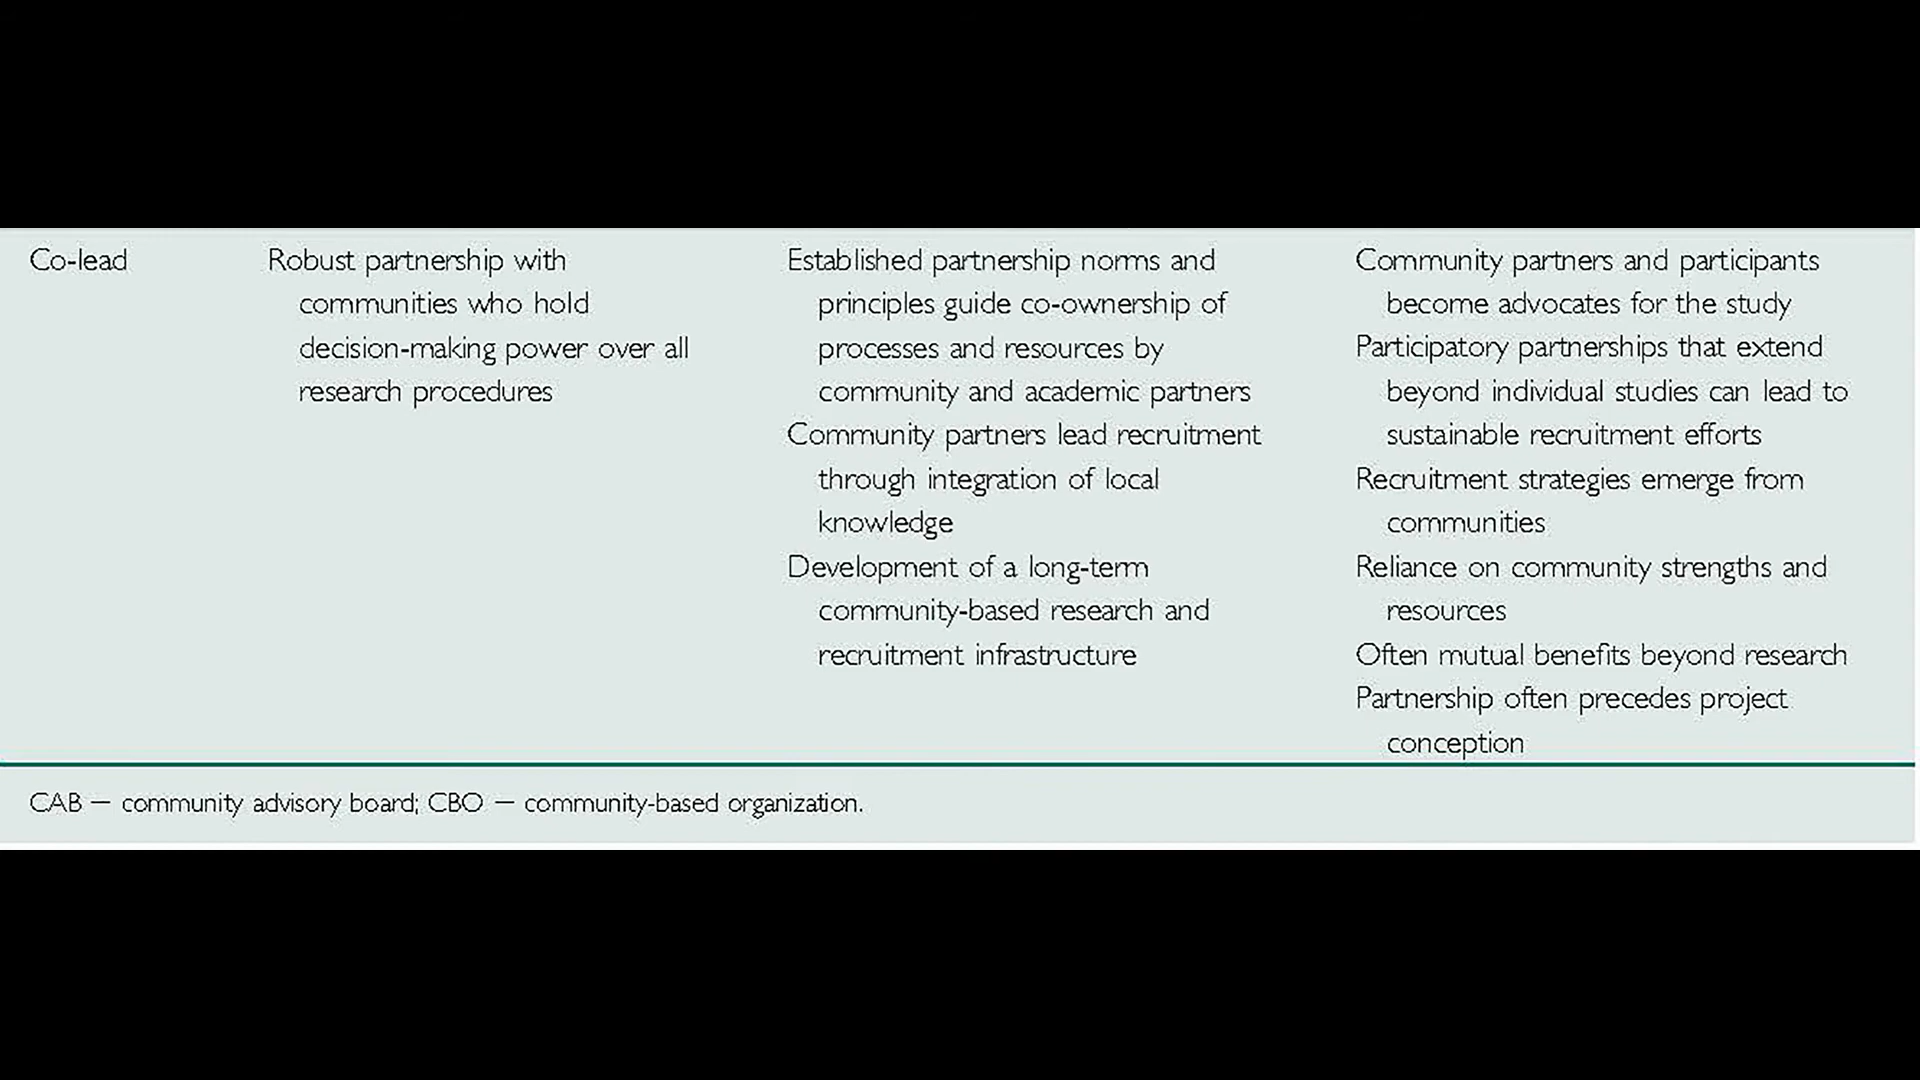 Co-lead
Robust partnership with
communities who hold
decision-making power over all
research procedures
Established partnership norms and
principles guide co-ownership of
processes and resources by
community and academic partners
Community partners lead recruitment
through integration of local
knowledge
Development of a long-term
community-based research and
recruitment infrastructure
Community partners and participants
become advocates for the study
Participatory partnerships that extend
beyond individual studies can lead to
sustainable recruitment efforts
Recruitment strategies emerge from
communities
Reliance on community strengths and
resources
Often mutual benefits beyond research
Partnership often precedes project
conception
CAB — community advisory board; CBO — community-based organization.